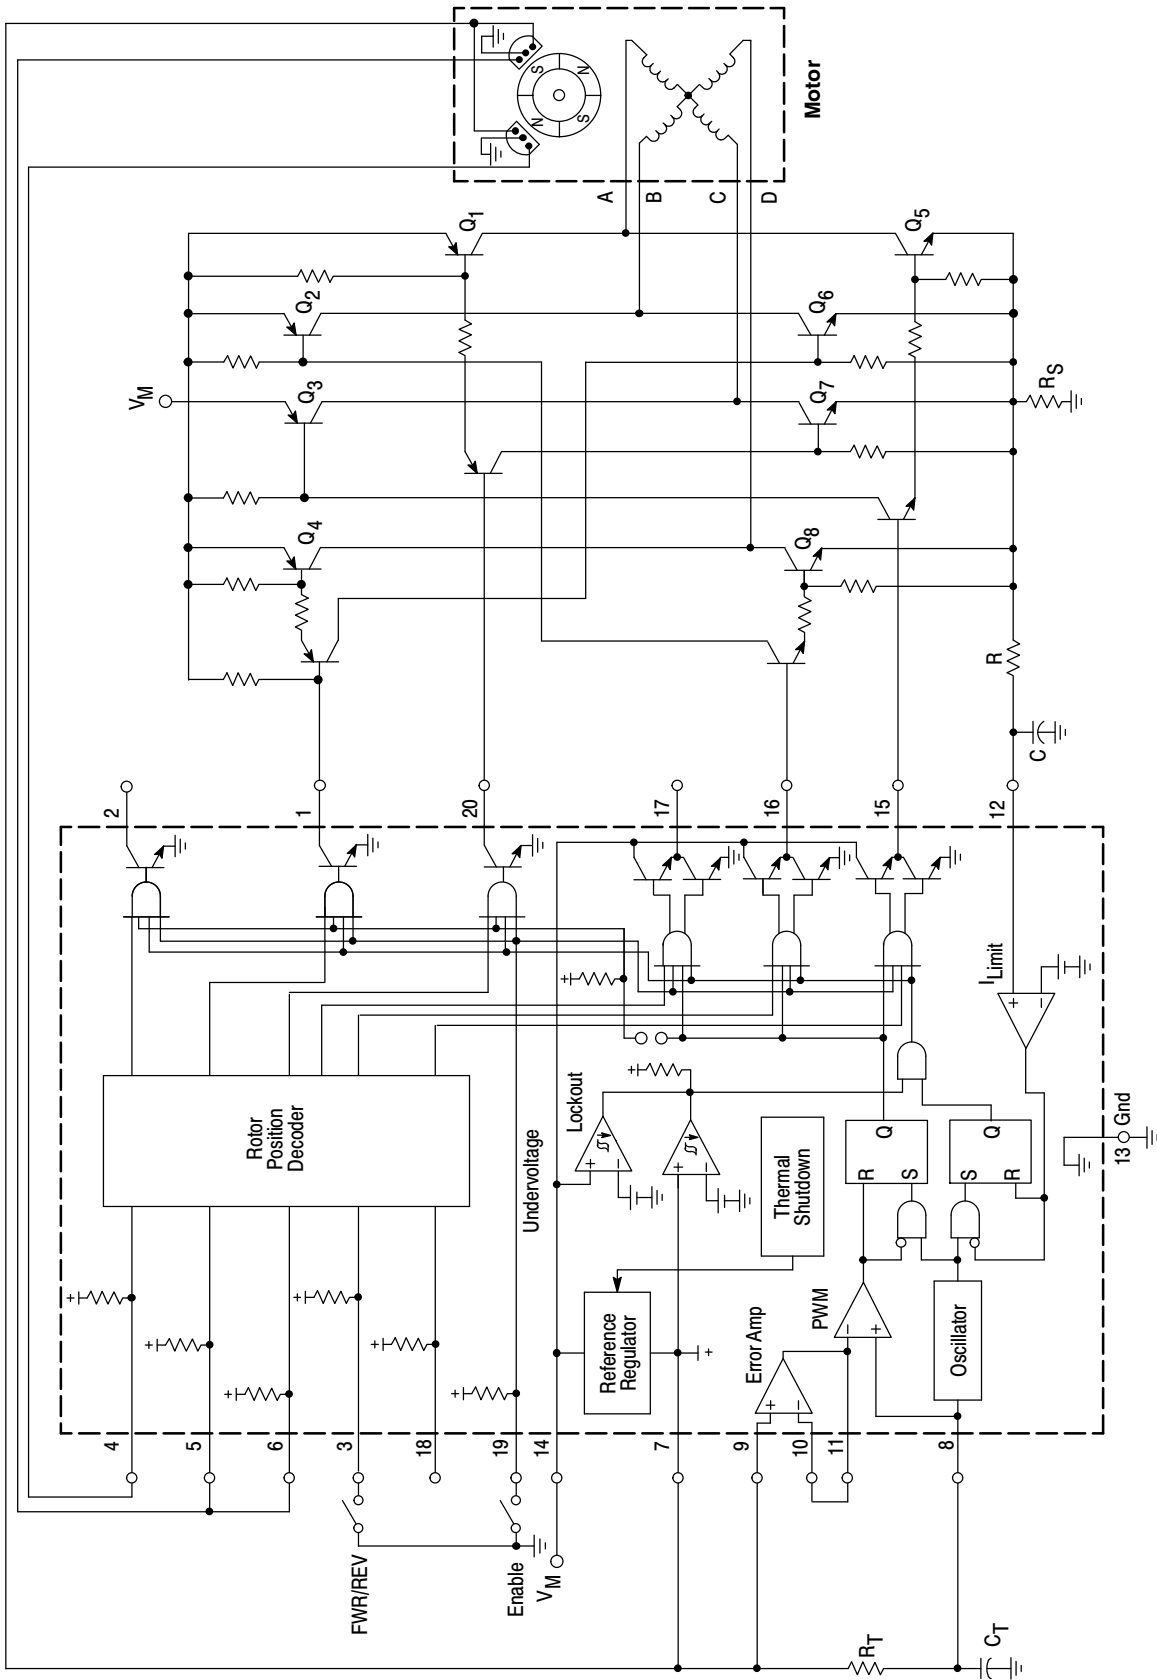 Motor
S
N
N
S
A
B
C
D
Q1
Q5
Q2
Q6
VM
Q3
Q7
RS
Q4
Q8
R
C
2
1
20
17
16
15
12
ILimit
Rotor
Position
Decoder
Undervoltage
Lockout
+
−
+
−
+
−
Thermal
Shutdown
Reference
Regulator
Q
R
S
Q
S
R
13
Gnd
Error Amp
+
−
PWM
−
+
Oscillator
+
+
+
+
+
+
+
+
+
4
5
6
3
18
19
14
7
9
10
11
8
FWR/REV
Enable
VM
RT
CT